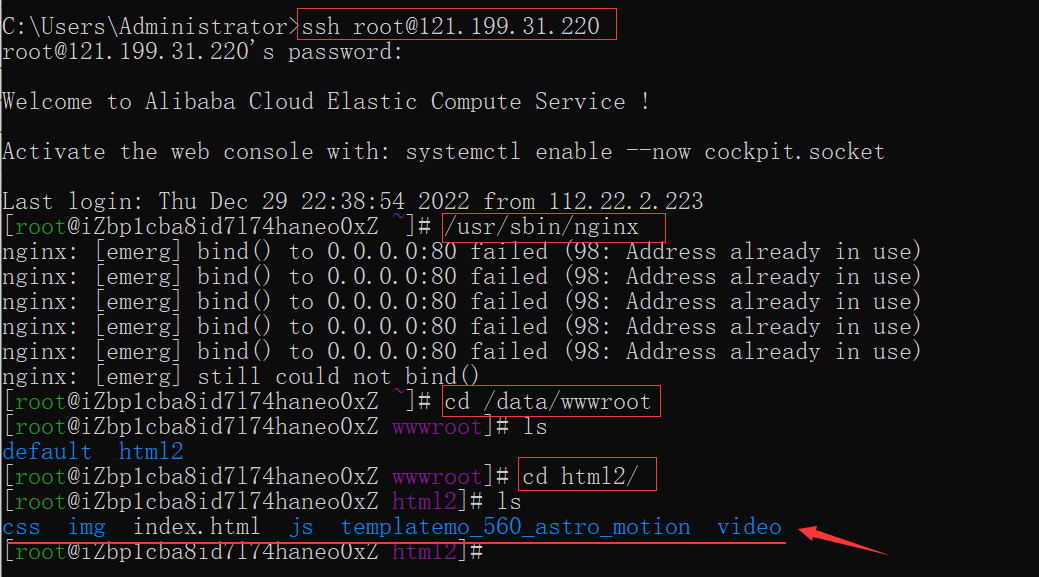 C:\Users\Administrator>ssh root@121.199.31.220
root@121.199.31.220's password:
Welcome to Alibaba Cloud Elastic Compute Service !
Activate the web console with: systemctl enable --now cockpit.socket
Last login: Thu Dec 29 22:38:54 2022 from 112.22.2.223
[root@iZbp1cba8id7l74haneo0xZ ~]# /usr/sbin/nginx
nginx: [emerg] bind() to 0.0.0.0:80 failed (98: Address already in use)
nginx: [emerg] bind() to 0.0.0.0:80 failed (98: Address already in use)
nginx: [emerg] bind() to 0.0.0.0:80 failed (98: Address already in use)
nginx: [emerg] bind() to 0.0.0.0:80 failed (98: Address already in use)
nginx: [emerg] bind() to 0.0.0.0:80 failed (98: Address already in use)
nginx: [emerg] still could not bind()
[root@iZbp1cba8id7l74haneo0xZ ~]# cd /data/wwwroot
[root@iZbp1cba8id7l74haneo0xZ wwwroot]# ls
default  html2
[root@iZbp1cba8id7l74haneo0xZ wwwroot]# cd html2/
[root@iZbp1cba8id7l74haneo0xZ html2]# ls
css  img  index.html  js  templatemo_560_astro_motion  video
[root@iZbp1cba8id7l74haneo0xZ html2]#